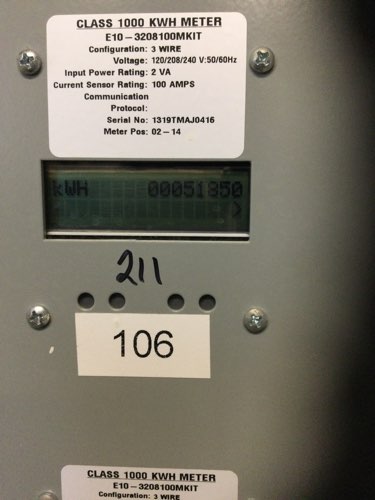 CLASS 1000 KWH METER
E10-3208100MKIT
Configuration: 3 WIRE
Voltage: 120/208/240 V:50/60Hz
Input Power Rating: 2 VA
Current Sensor Rating: 100 AMPS
Communication
Protocol:
Serial No: 1319TMAJ0416
Meter Pos: 02-14
kWH 00051850
>
211
106
CLASS 1000 KWH METER
E10-3208100MKIT
Configuration: 3 WIRE